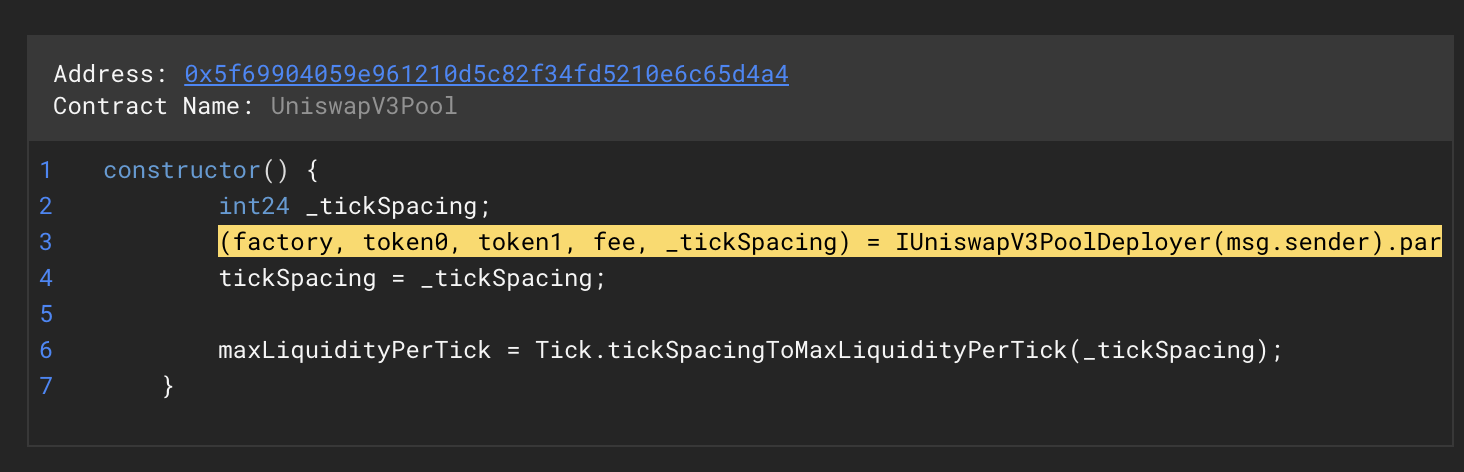 Address: 0x5f69904059e961210d5c82f34fd5210e6c65d4a4
Contract Name: UniswapV3Pool
1 constructor() {
2 int24 _tickSpacing;
3 (factory, token0, token1, fee, _tickSpacing) = IUniswapV3PoolDeployer(msg.sender).par
4 tickSpacing = _tickSpacing;
5
6 maxLiquidityPerTick = Tick.tickSpacingToMaxLiquidityPerTick(_tickSpacing);
7 }